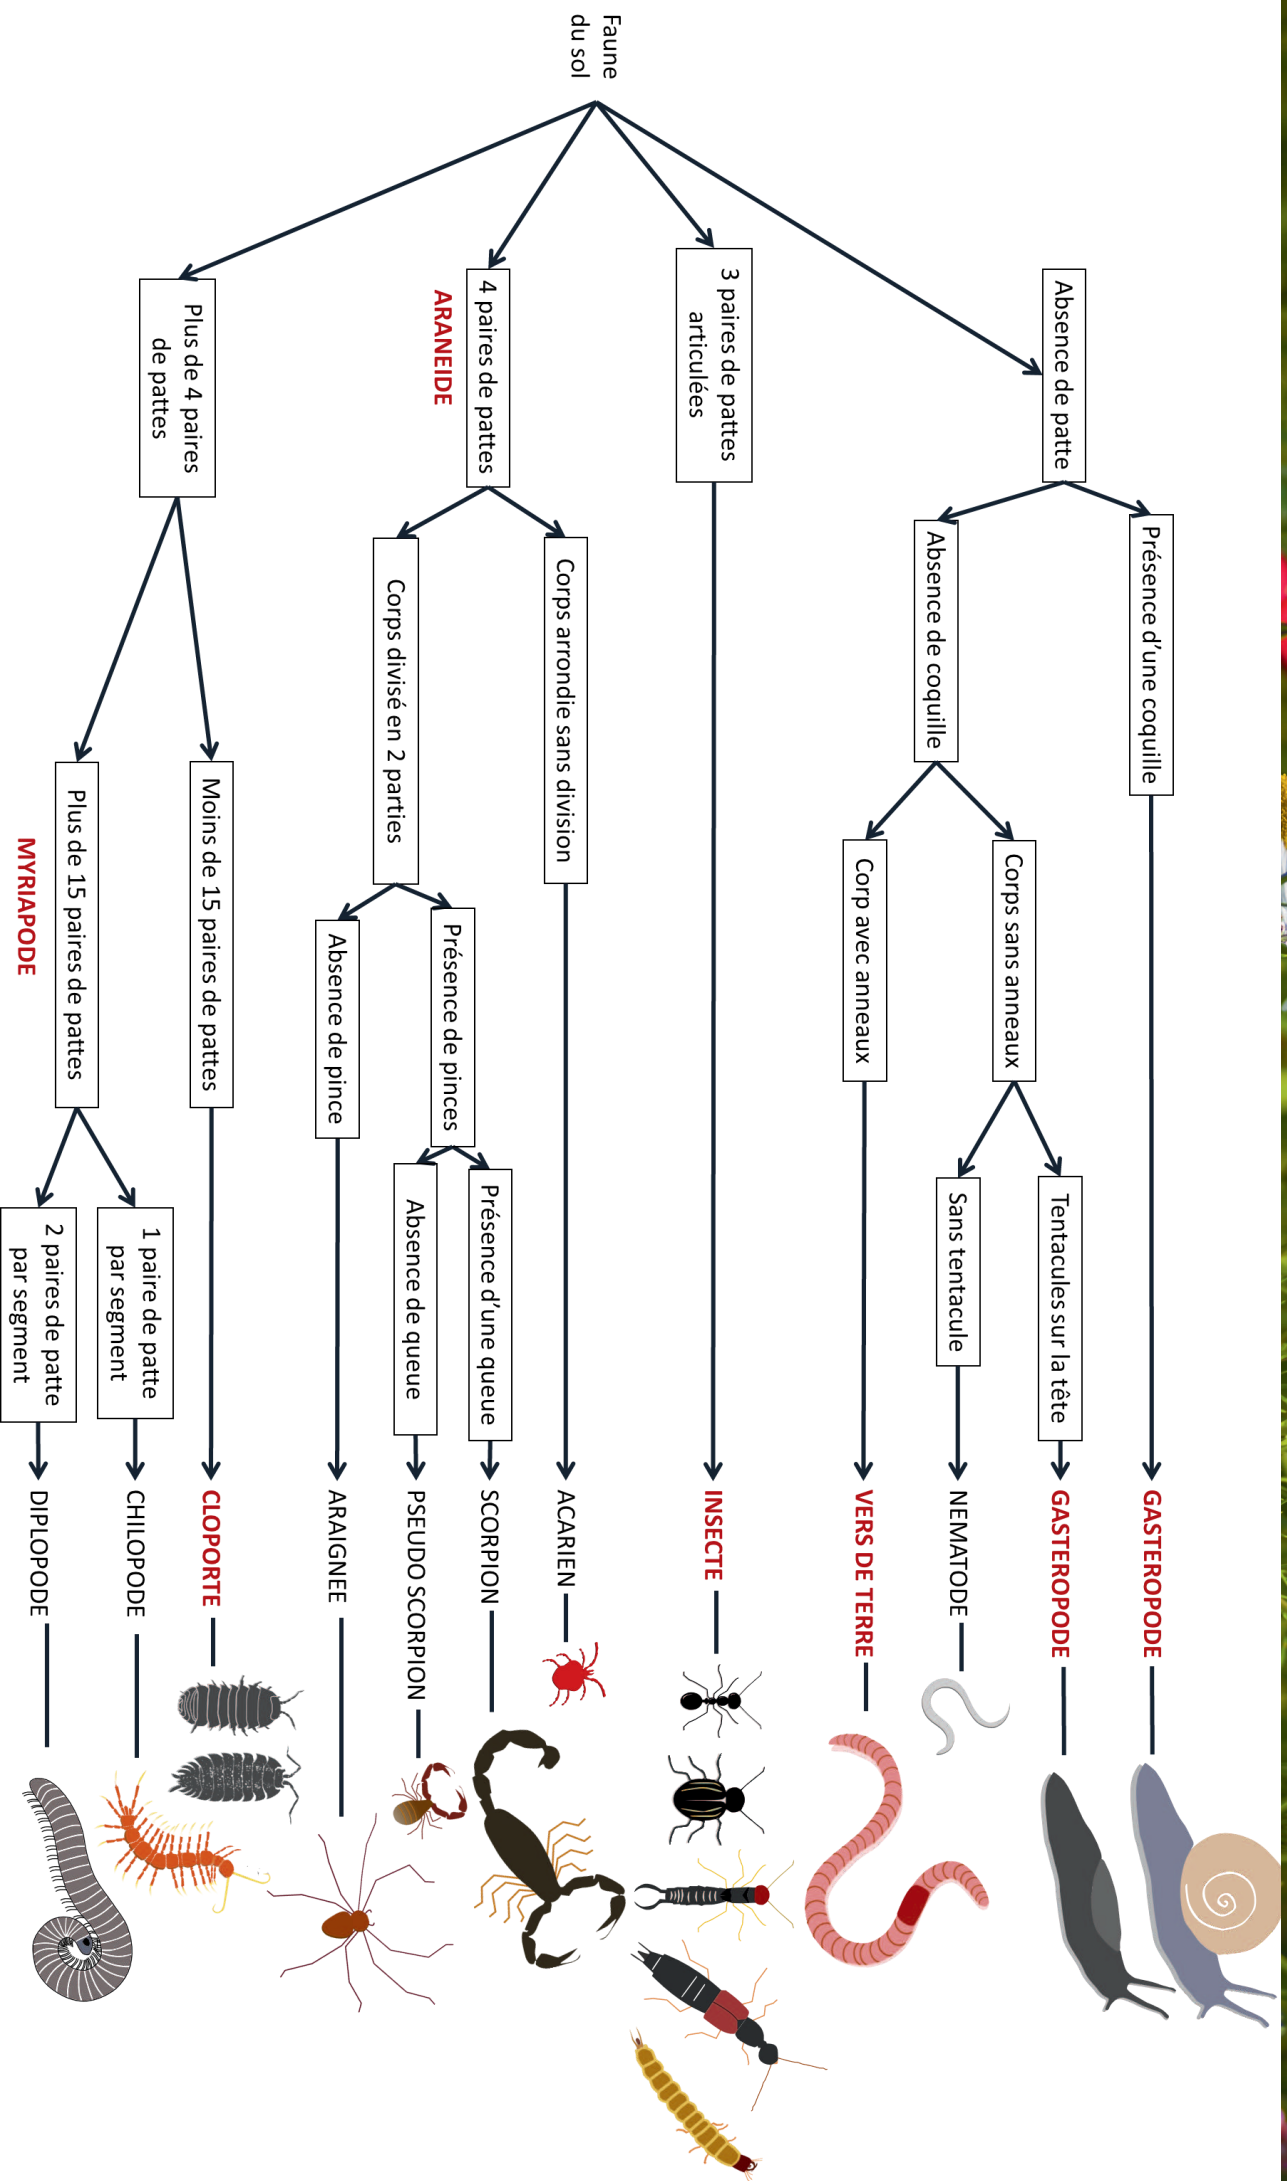 Faune
du sol
Absence de patte
Présence d’une coquille
GASTEROPODE
Absence de coquille
Corps sans anneaux
Tentacules sur la tête
GASTEROPODE
Sans tentacule
NEMATODE
Corp avec anneaux
VERS DE TERRE
3 paires de pattes
articulées
INSECTE
4 paires de pattes
ARANEIDE
Corps arrondie sans division
ACARIEN
Corps divisé en 2 parties
Présence de pinces
Présence d’une queue
SCORPION
Absence de queue
PSEUDO SCORPION
Absence de pince
ARAIGNEE
Plus de 4 paires
de pattes
Moins de 15 paires de pattes
CLOPORTE
Plus de 15 paires de pattes
MYRIAPODE
1 paire de patte
par segment
CHILOPODE
2 paires de patte
par segment
DIPLOPODE